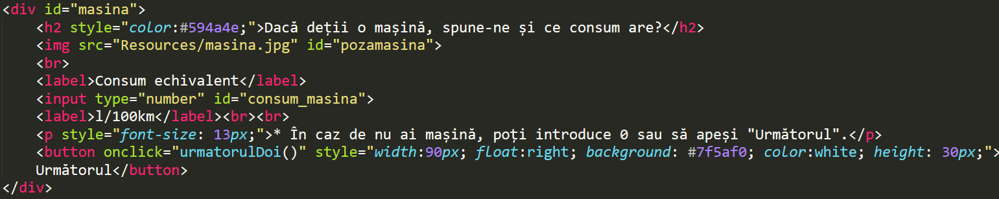 <div id="masina">
    <h2 style="color:#594a4e;">Dacă deții o mașină, spune-ne și ce consum are?</h2>
    <img src="Resources/masina.jpg" id="pozamasina">
    <br>
    <label>Consum echivalent</label>
    <input type="number" id="consum_masina">
    <label>l/100km</label><br><br>
    <p style="font-size: 13px;">* În caz de nu ai mașină, poți introduce 0 sau să apeși "Următorul".</p>
    <button onclick="urmatorulDoi()" style="width:90px; float:right; background: #7f5af0; color:white; height: 30px;">
    Următorul</button>
</div>